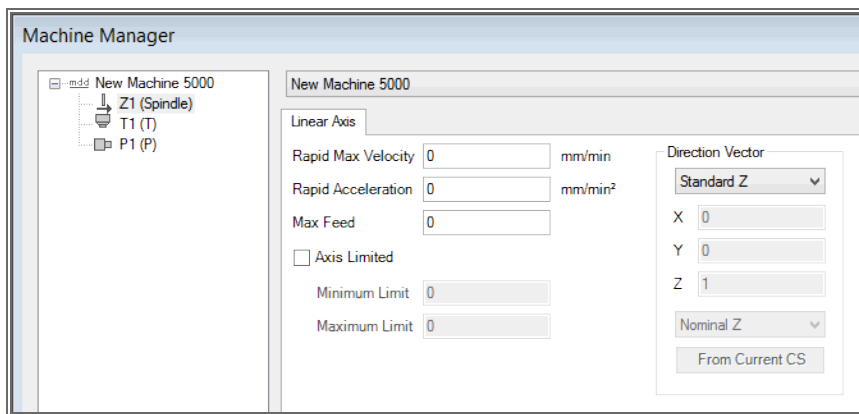 Machine Manager
mdd New Machine 5000
Z1 (Spindle)
T1 (T)
P1 (P)
New Machine 5000
Linear Axis
Rapid Max Velocity 0 mm/min
Rapid Acceleration 0 mm/min²
Max Feed 0
Axis Limited
Minimum Limit 0
Maximum Limit 0
Direction Vector
Standard Z
X 0
Y 0
Z 1
Nominal Z
From Current CS